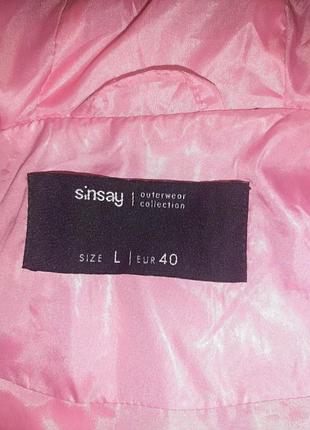 sinsay | outerwear
collection
SIZE L | EUR 40